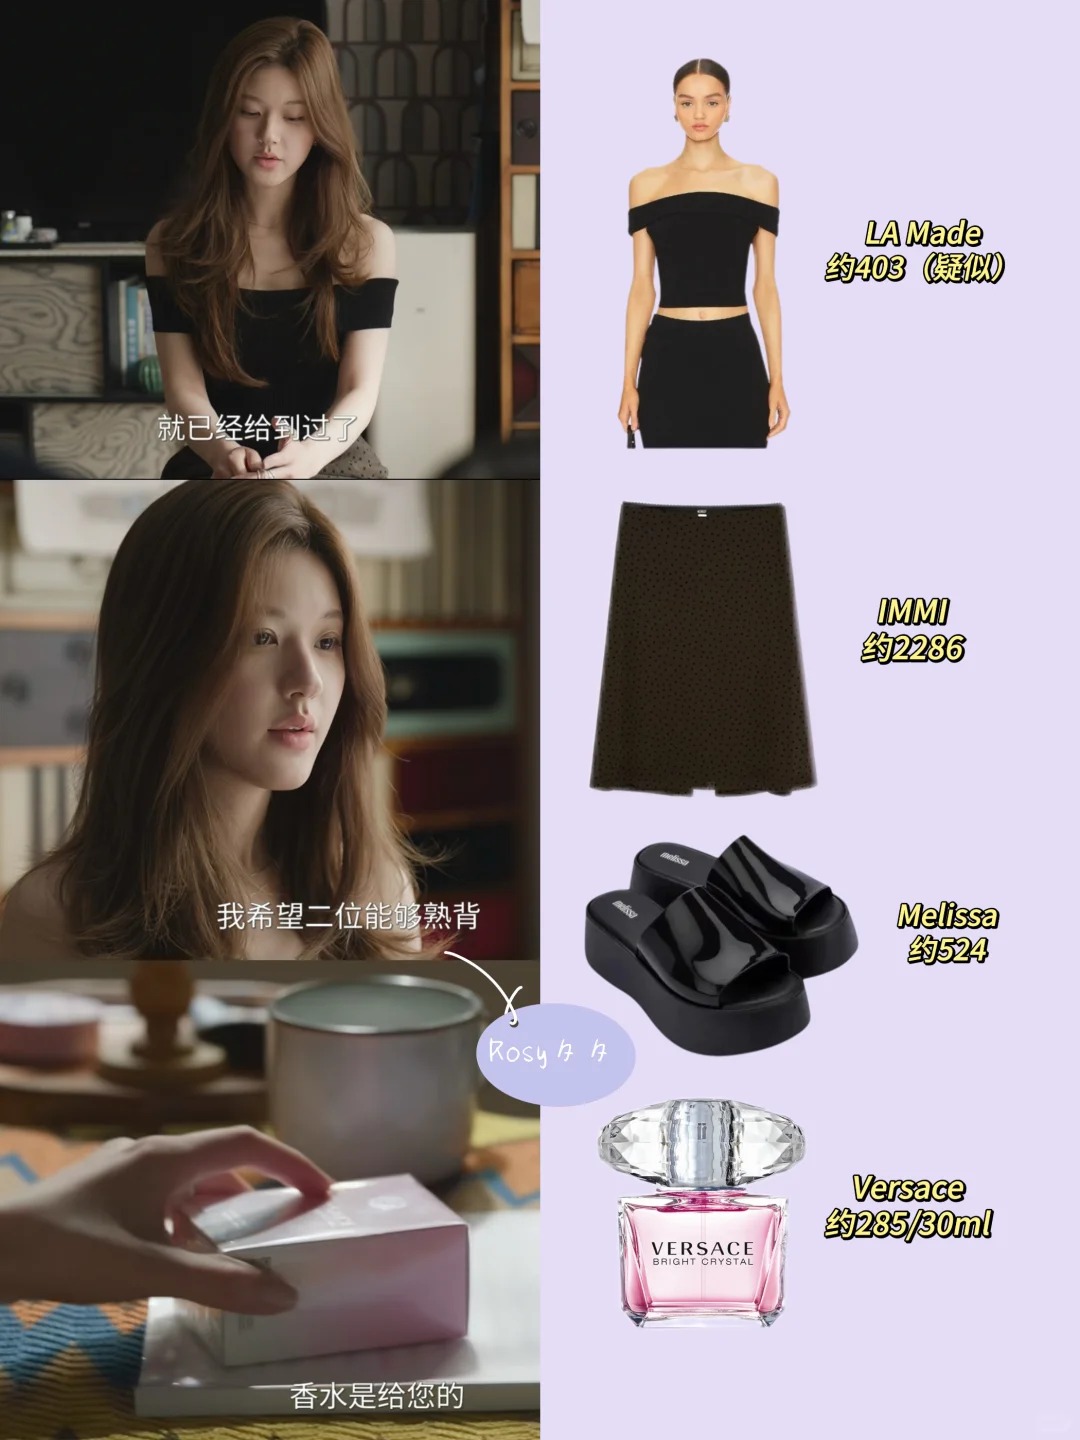 就已经给到过了
我希望二位能够熟背
香水是给您的
Rosy夕夕
LA Made
约403（疑似）
IMMI
约2286
melissa
melissa
Melissa
约524
VERSACE
BRIGHT CRYSTAL
Versace
约285/30ml